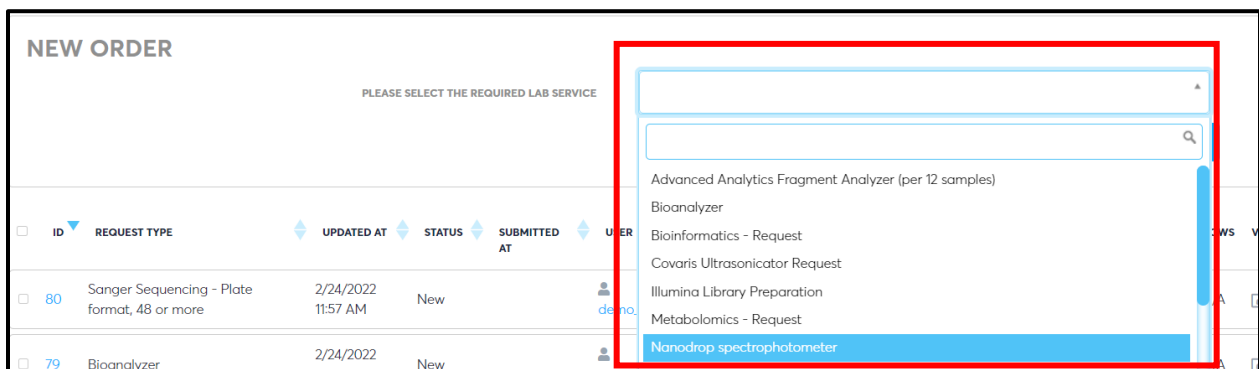 NEW ORDER
PLEASE SELECT THE REQUIRED LAB SERVICE
Advanced Analytics Fragment Analyzer (per 12 samples)
Bioanalyzer
Bioinformatics - Request
Covaris Ultrasonicator Request
Illumina Library Preparation
Metabolomics - Request
Nanodrop spectrophotometer
ID REQUEST TYPE UPDATED AT STATUS SUBMITTED
AT
80 Sanger Sequencing - Plate
format, 48 or more 2/24/2022
11:57 AM New
79 Bioanalyzer 2/24/2022 New